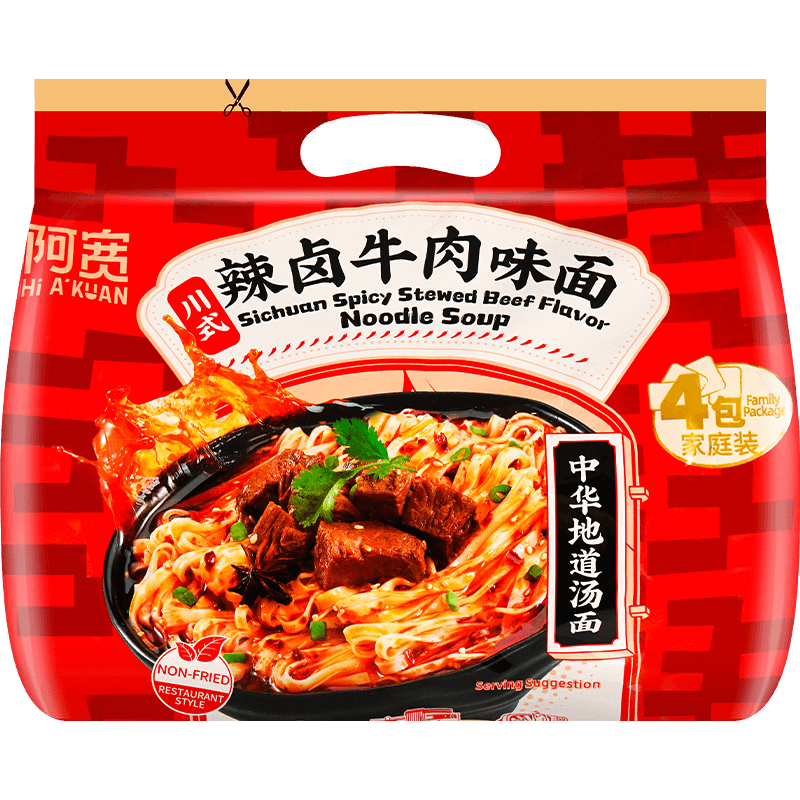 阿宽
Hi A'KUAN
川式
辣卤牛肉味面
Sichuan Spicy Stewed Beef Flavor
Noodle Soup
4包
Family
Package
家庭装
中华地道汤面
NON-FRIED
RESTAURANT
STYLE
Serving Suggestion